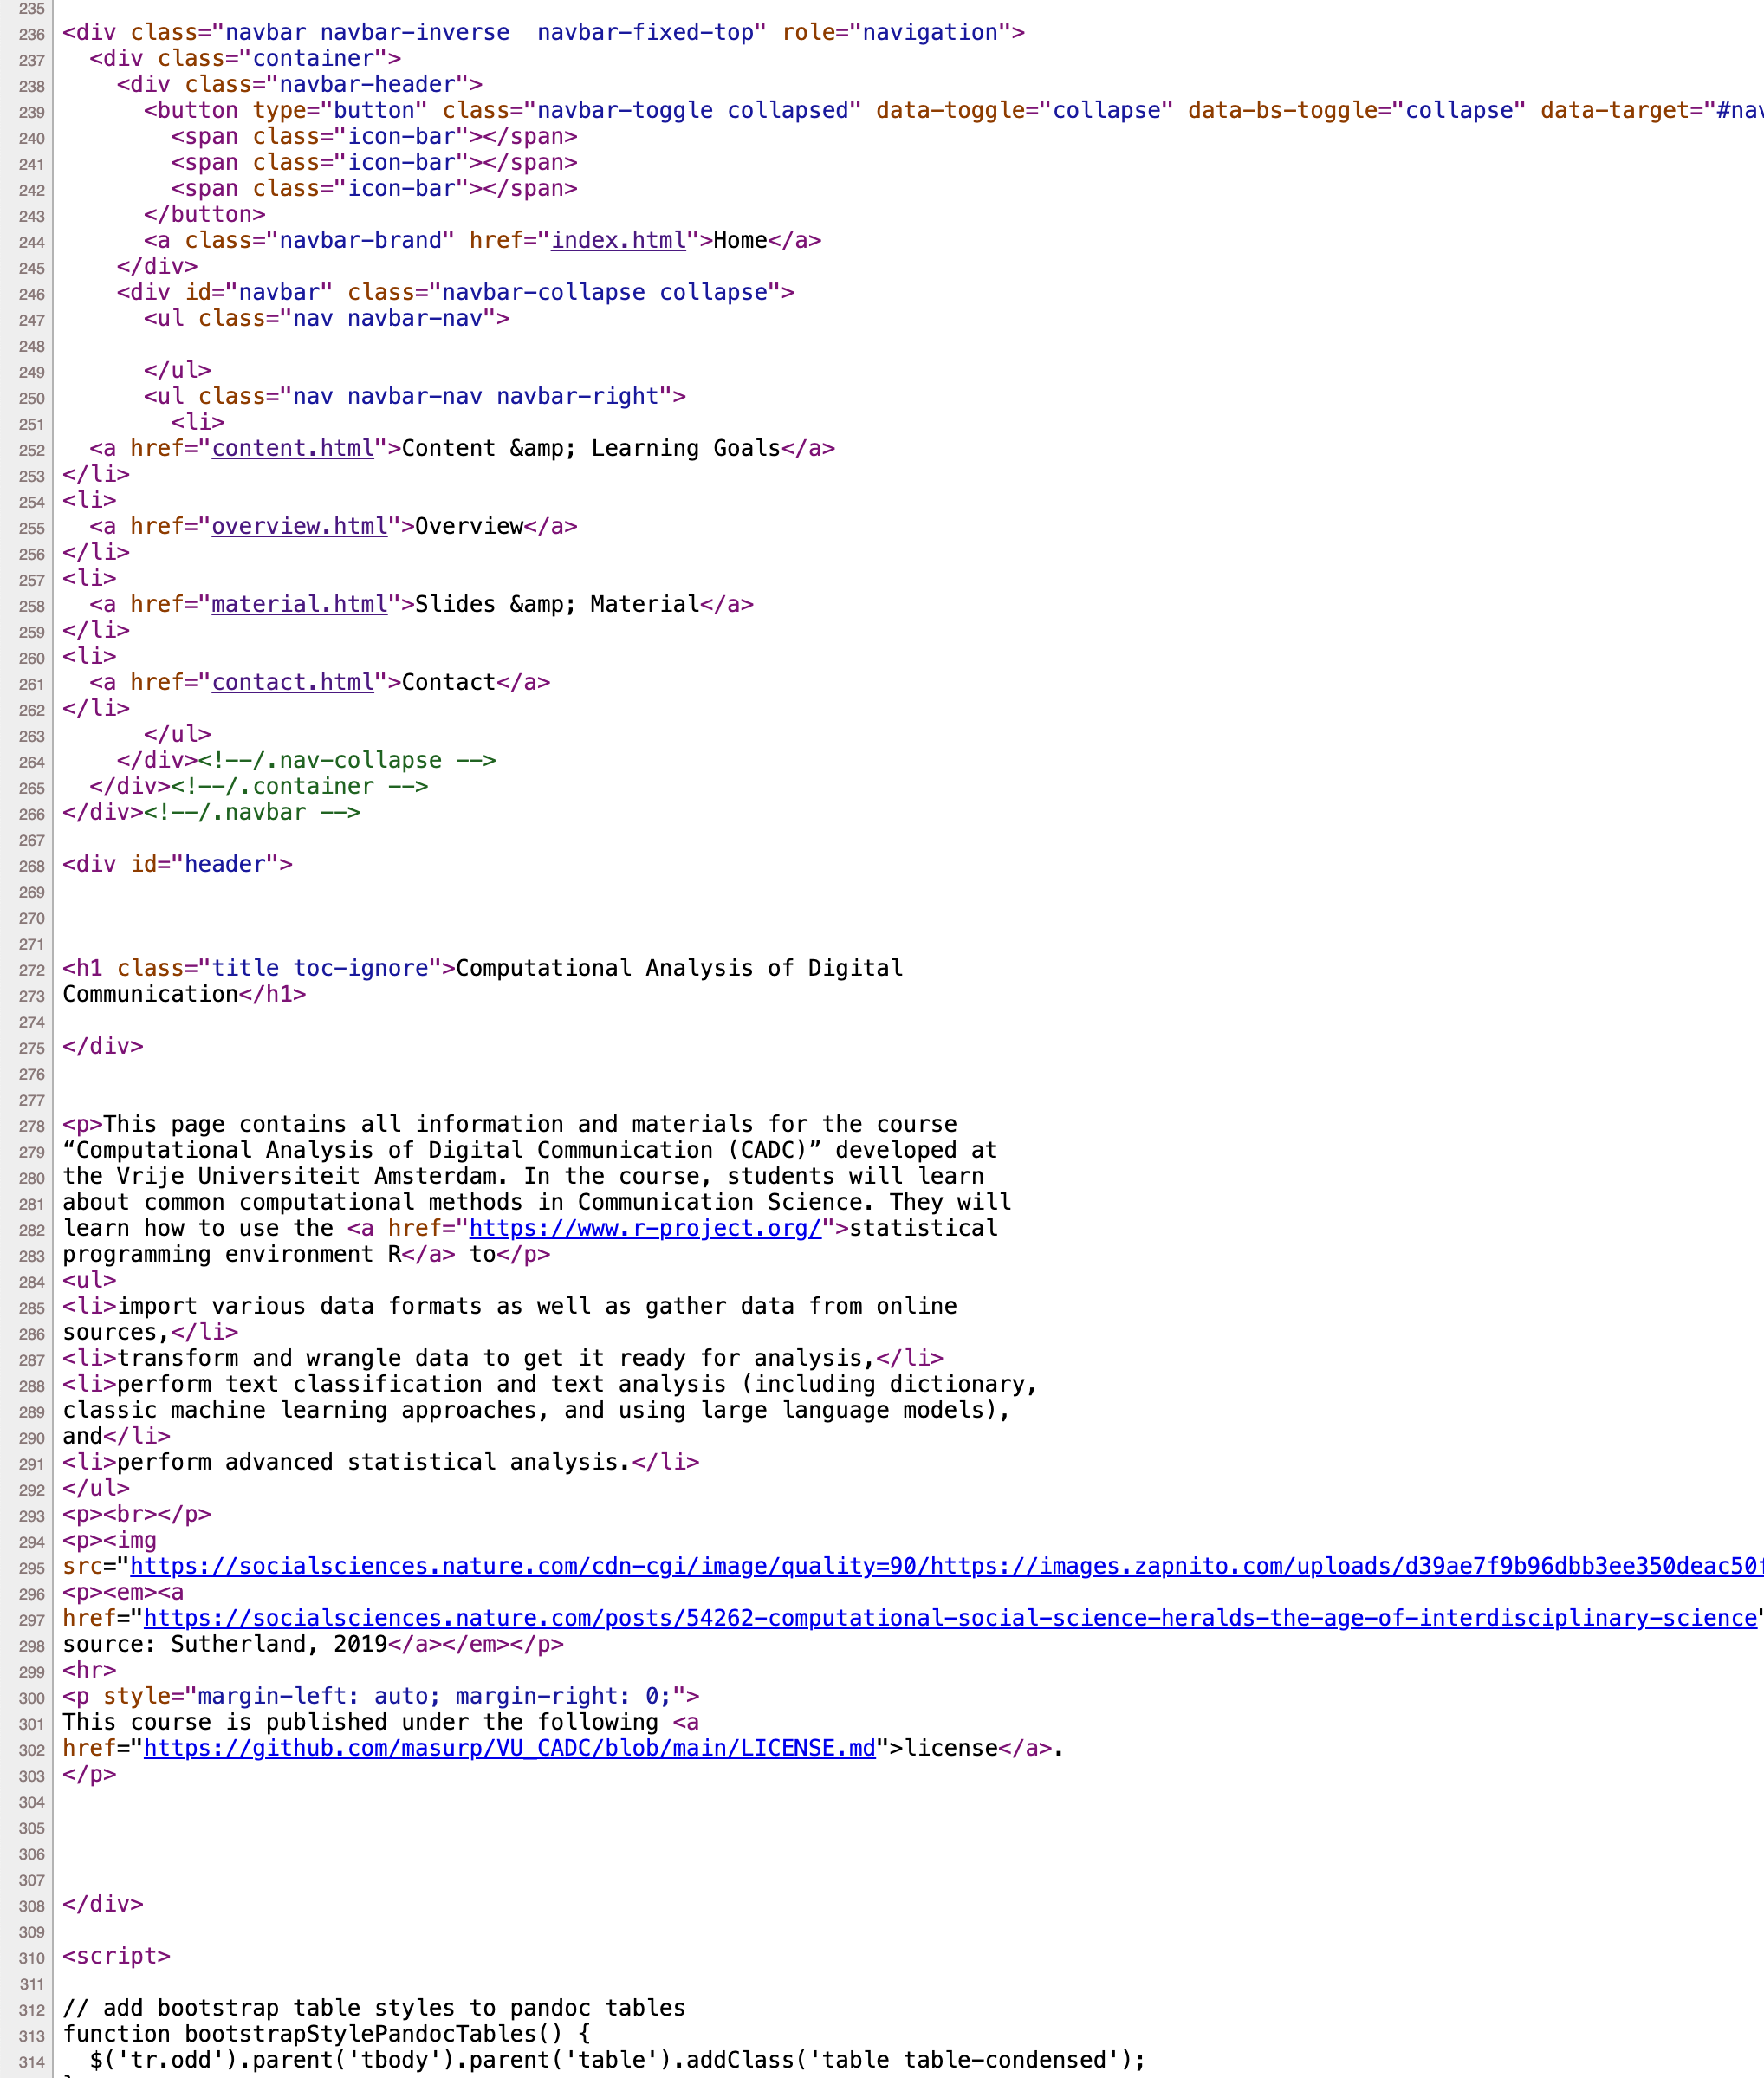 235
236 <div class="navbar navbar-inverse  navbar-fixed-top" role="navigation">
237   <div class="container">
238     <div class="navbar-header">
239       <button type="button" class="navbar-toggle collapsed" data-toggle="collapse" data-bs-toggle="collapse" data-target="#nav
240         <span class="icon-bar"></span>
241         <span class="icon-bar"></span>
242         <span class="icon-bar"></span>
243       </button>
244       <a class="navbar-brand" href="index.html">Home</a>
245     </div>
246     <div id="navbar" class="navbar-collapse collapse">
247       <ul class="nav navbar-nav">
248
249       </ul>
250       <ul class="nav navbar-nav navbar-right">
251         <li>
252   <a href="content.html">Content &amp; Learning Goals</a>
253 </li>
254 <li>
255   <a href="overview.html">Overview</a>
256 </li>
257 <li>
258   <a href="material.html">Slides &amp; Material</a>
259 </li>
260 <li>
261   <a href="contact.html">Contact</a>
262 </li>
263       </ul>
264     </div><!--/.nav-collapse -->
265   </div><!--/.container -->
266 </div><!--/.navbar -->
267
268 <div id="header">
269
270
271
272 <h1 class="title toc-ignore">Computational Analysis of Digital
273 Communication</h1>
274
275 </div>
276
277
278 <p>This page contains all information and materials for the course
279 “Computational Analysis of Digital Communication (CADC)” developed at
280 the Vrije Universiteit Amsterdam. In the course, students will learn
281 about common computational methods in Communication Science. They will
282 learn how to use the <a href="https://www.r-project.org/">statistical
283 programming environment R</a> to</p>
284 <ul>
285 <li>import various data formats as well as gather data from online
286 sources,</li>
287 <li>transform and wrangle data to get it ready for analysis,</li>
288 <li>perform text classification and text analysis (including dictionary,
289 classic machine learning approaches, and using large language models),
290 and</li>
291 <li>perform advanced statistical analysis.</li>
292 </ul>
293 <p><br></p>
294 <p><img
295 src="https://socialsciences.nature.com/cdn-cgi/image/quality=90/https://images.zapnito.com/uploads/d39ae7f9b96dbb3ee350deac50f
296 <p><em><a
297 href="https://socialsciences.nature.com/posts/54262-computational-social-science-heralds-the-age-of-interdisciplinary-science"
298 source: Sutherland, 2019</a></em></p>
299 <hr>
300 <p style="margin-left: auto; margin-right: 0;">
301 This course is published under the following <a
302 href="https://github.com/masurp/VU_CADC/blob/main/LICENSE.md">license</a>.
303 </p>
304
305
306
307
308 </div>
309
310 <script>
311
312 // add bootstrap table styles to pandoc tables
313 function bootstrapStylePandocTables() {
314   $('tr.odd').parent('tbody').parent('table').addClass('table table-condensed');